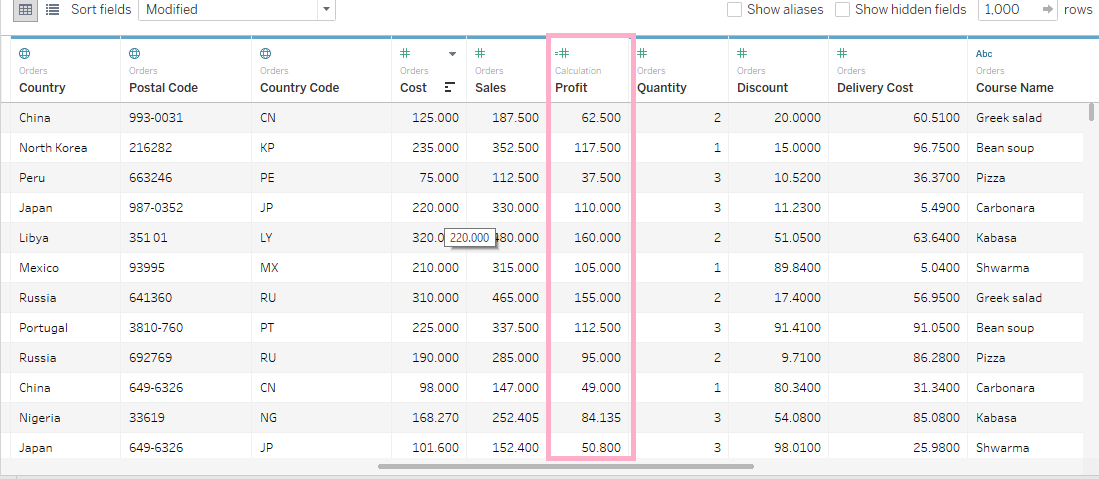 Sort fields Modified Show aliases Show hidden fields 1,000 rows
# # =# # # # Abc
Orders Orders Orders Orders Orders Calculation Orders Orders Orders Orders
Country Postal Code Country Code Cost Sales Profit Quantity Discount Delivery Cost Course Name
China 993-0031 CN 125.000 187.500 62.500 2 20.0000 60.5100 Greek salad
North Korea 216282 KP 235.000 352.500 117.500 1 15.0000 96.7500 Bean soup
Peru 663246 PE 75.000 112.500 37.500 3 10.5200 36.3700 Pizza
Japan 987-0352 JP 220.000 330.000 110.000 3 11.2300 5.4900 Carbonara
Libya 351 01 LY 320.0 220.000 480.000 160.000 2 51.0500 63.6400 Kabasa
Mexico 93995 MX 210.000 315.000 105.000 1 89.8400 5.0400 Shwarma
Russia 641360 RU 310.000 465.000 155.000 2 17.4000 56.9500 Greek salad
Portugal 3810-760 PT 225.000 337.500 112.500 3 91.4100 91.0500 Bean soup
Russia 692769 RU 190.000 285.000 95.000 2 9.7100 86.2800 Pizza
China 649-6326 CN 98.000 147.000 49.000 1 80.3400 31.3400 Carbonara
Nigeria 33619 NG 168.270 252.405 84.135 3 54.0800 85.0800 Kabasa
Japan 649-6326 JP 101.600 152.400 50.800 3 98.0100 25.9800 Shwarma